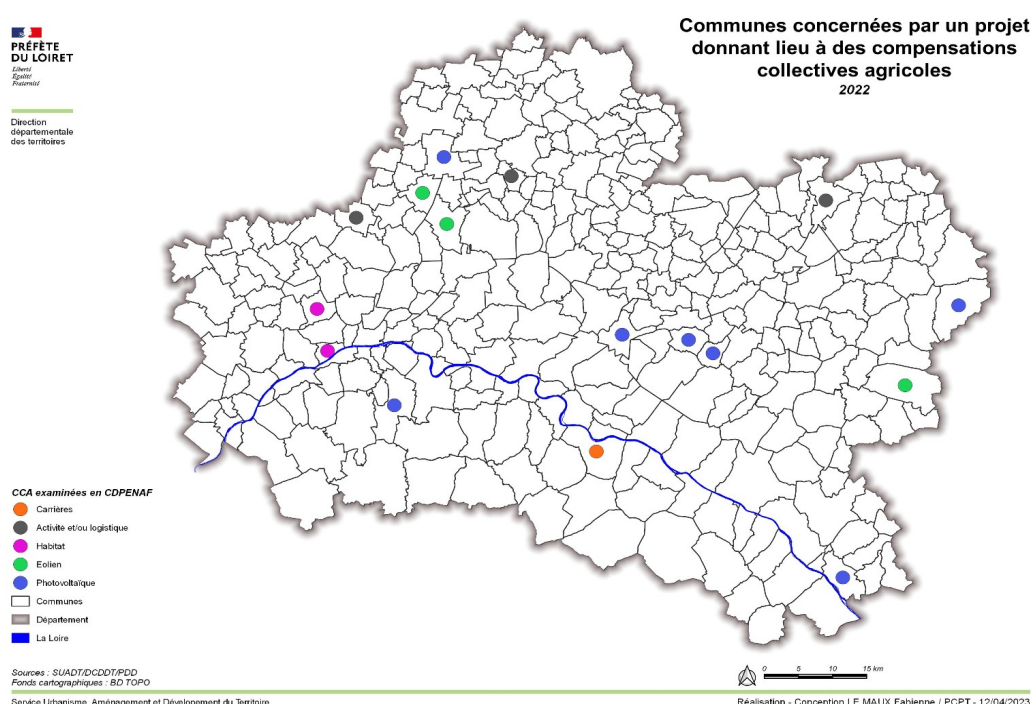 PRÉFÈTE
DU LOIRET
Liberté
Égalité
Fraternité
Direction
départementale
des territoires
Communes concernées par un projet
donnant lieu à des compensations
collectives agricoles
2022
CCA examinées en CDPENAF
Carrières
Activité et/ou logistique
Habitat
Eolien
Photovoltaïque
Communes
Département
La Loire
0 5 10 15 km
Sources : SUADT/DCDDT/PDD
Fonds cartographiques : BD TOPO
Service Urbanisme, Aménagement et Dévelopement du Territoire
Réalisation - Conception LE MAUX Fabienne / PCPT - 12/04/2023